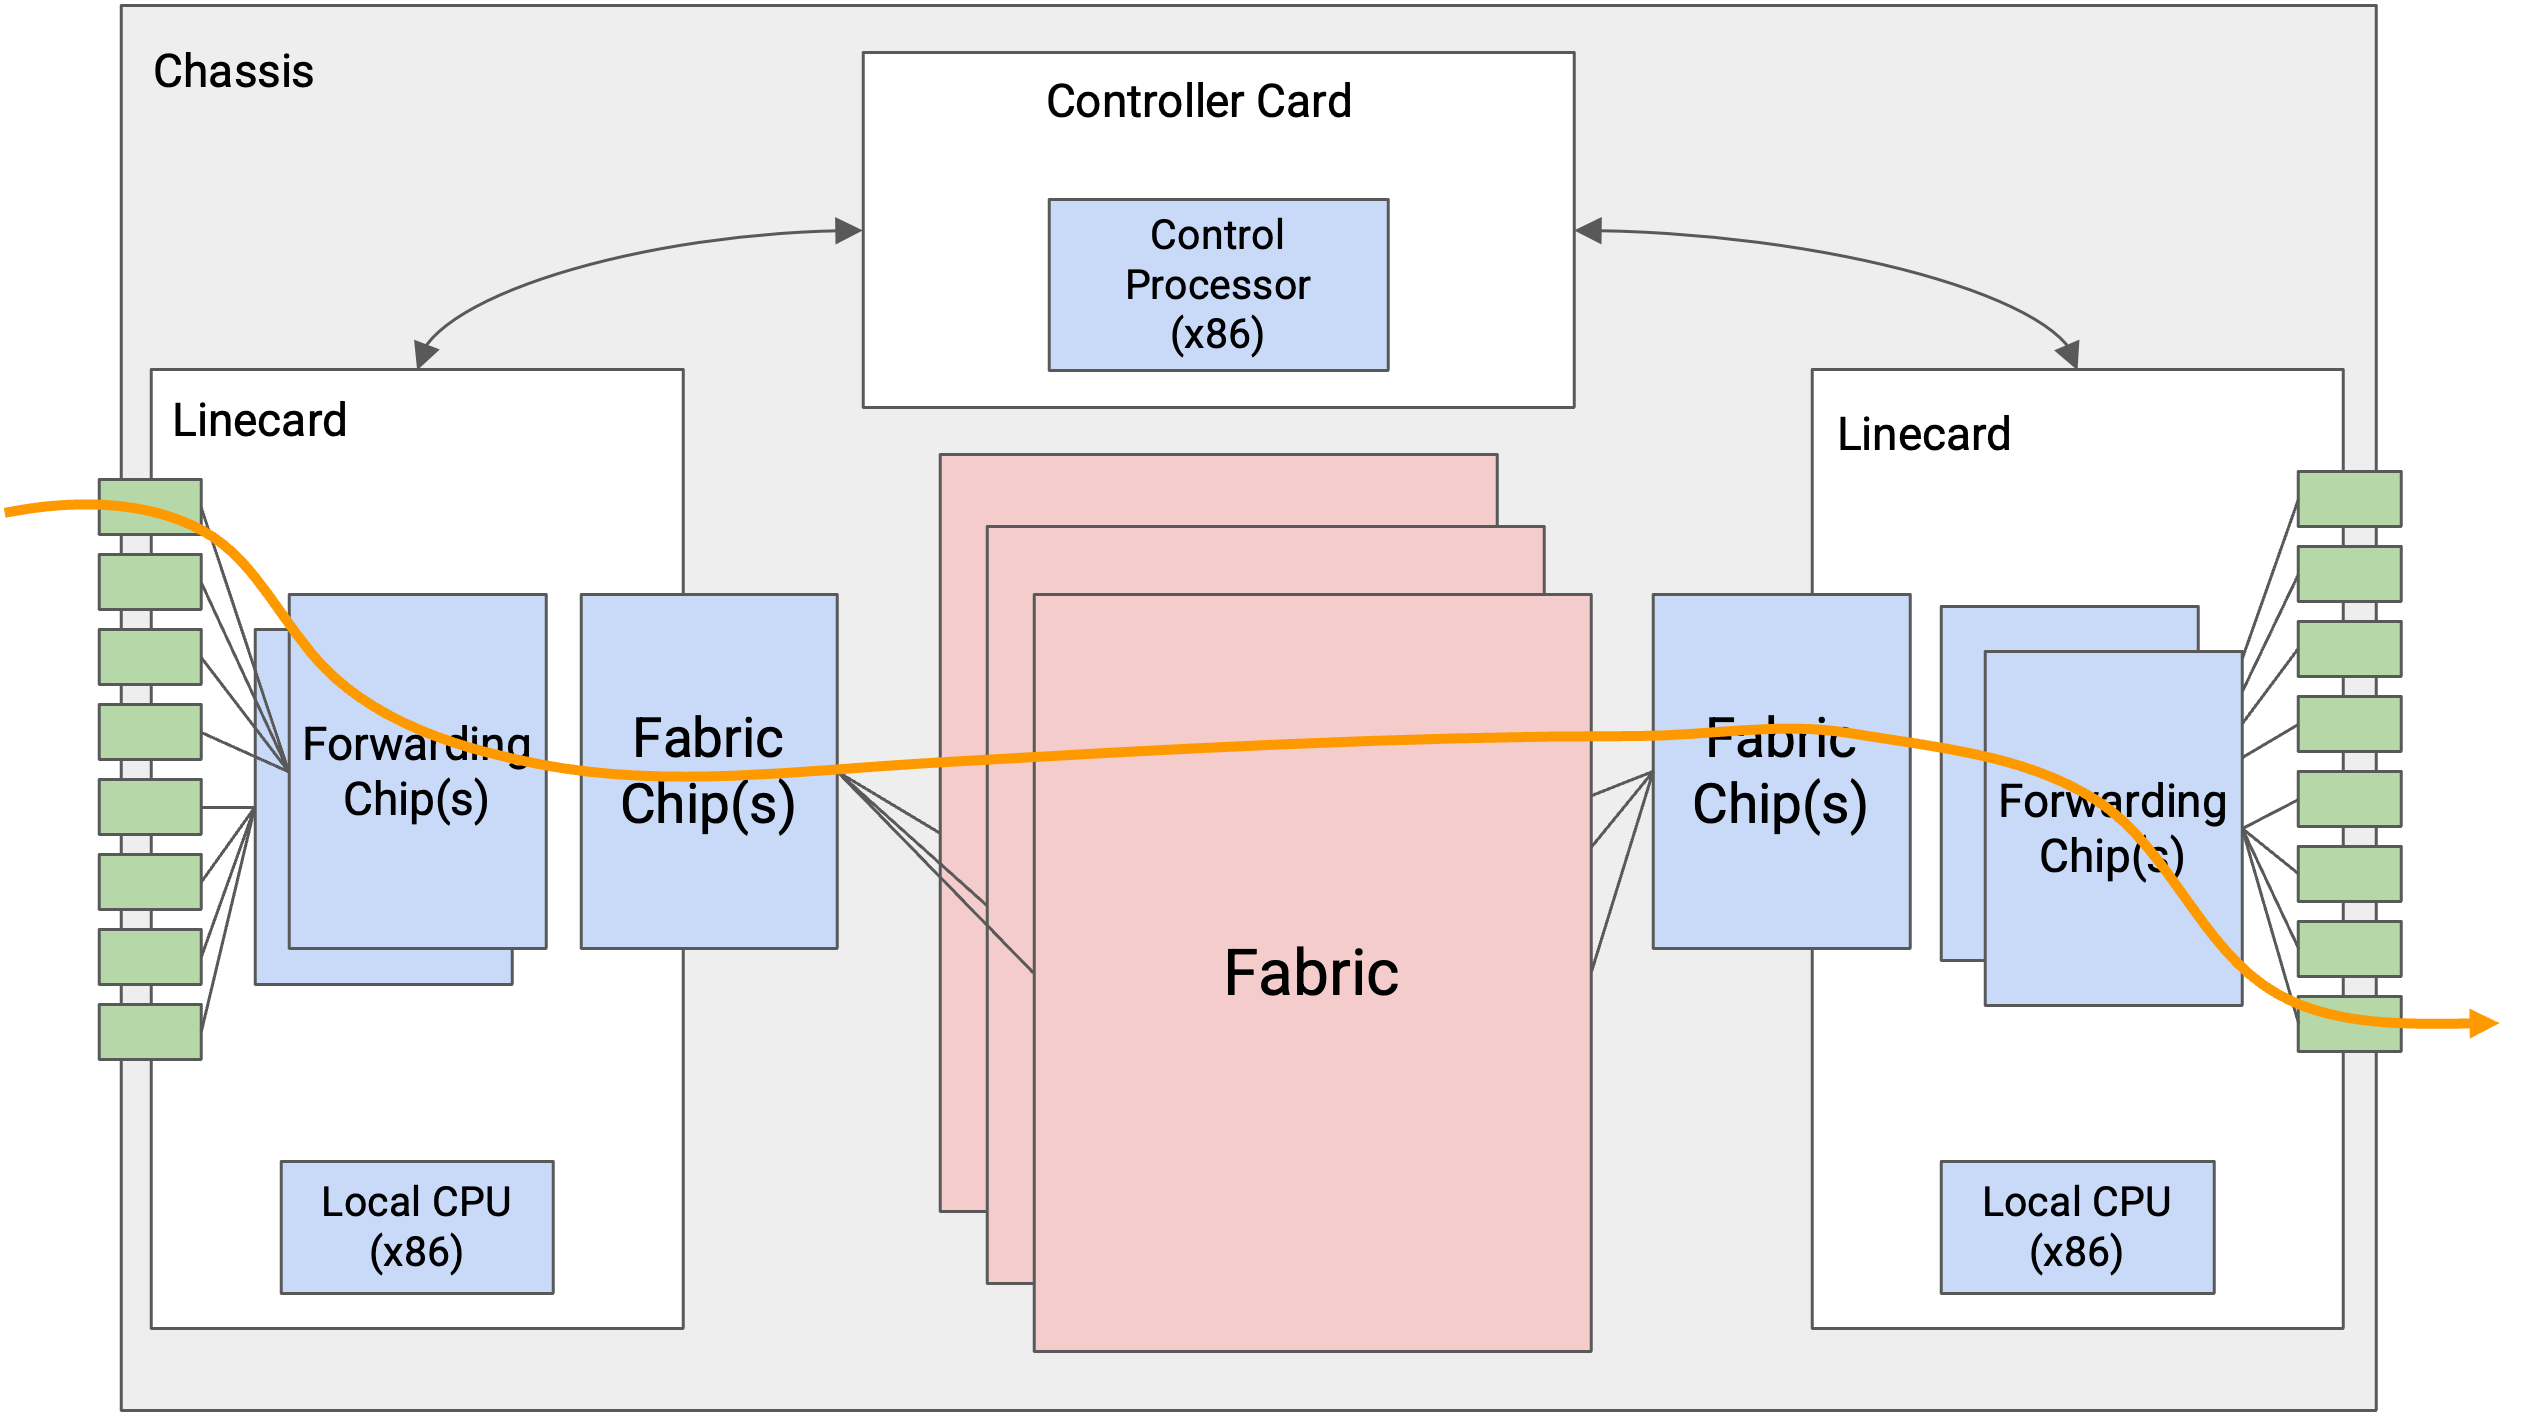 Chassis
Controller Card
Control
Processor
(x86)
Linecard
Linecard
Forwarding
Chip(s)
Fabric
Chip(s)
Fabric
Fabric
Chip(s)
Forwarding
Chip(s)
Local CPU
(x86)
Local CPU
(x86)